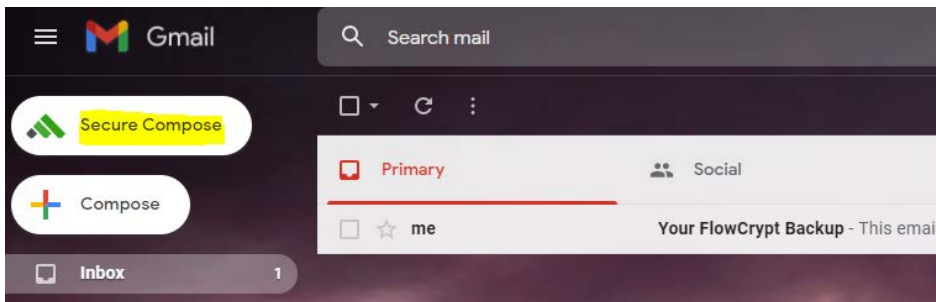 Gmail
Search mail
Secure Compose
Primary
Social
Compose
me
Your FlowCrypt Backup - This emai
Inbox
1